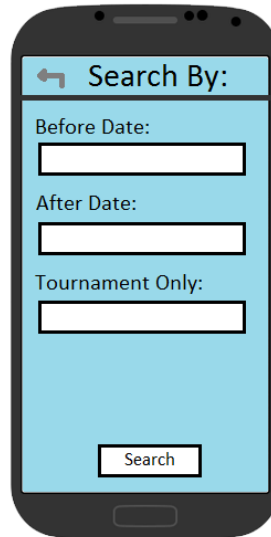 Search By:
Before Date:
After Date:
Tournament Only:
Search